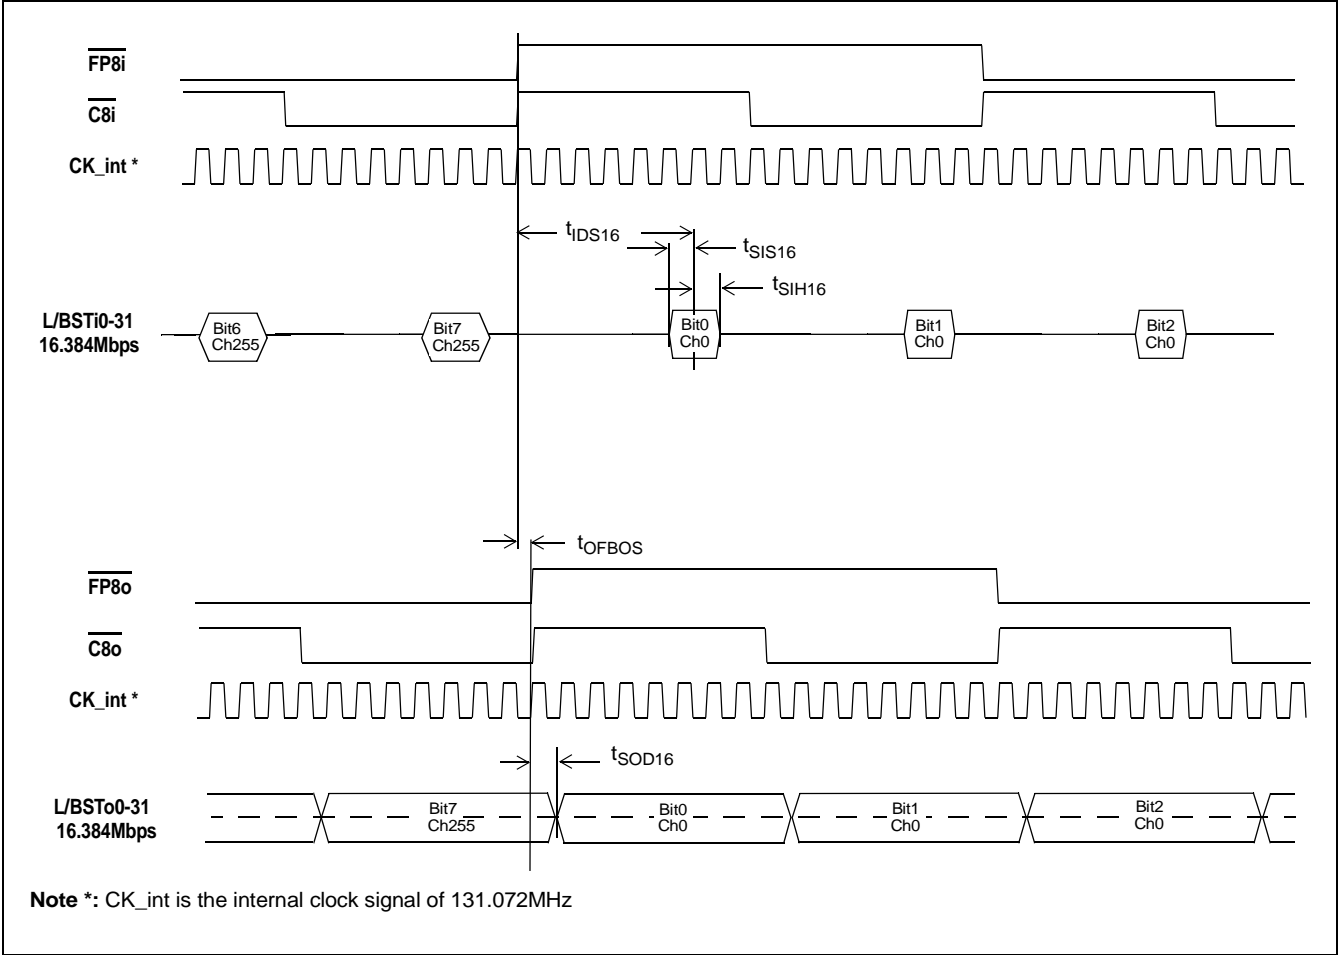 FP8i
C8i
CK_int *
tIDS16
tSIS16
tSIH16
L/BSTi0-31
16.384Mbps
Bit6
Ch255
Bit7
Ch255
Bit0
Ch0
Bit1
Ch0
Bit2
Ch0
tOFBOS
FP8o
C8o
CK_int *
tSOD16
L/BSTo0-31
16.384Mbps
Bit7
Ch255
Bit0
Ch0
Bit1
Ch0
Bit2
Ch0
Note *: CK_int is the internal clock signal of 131.072MHz